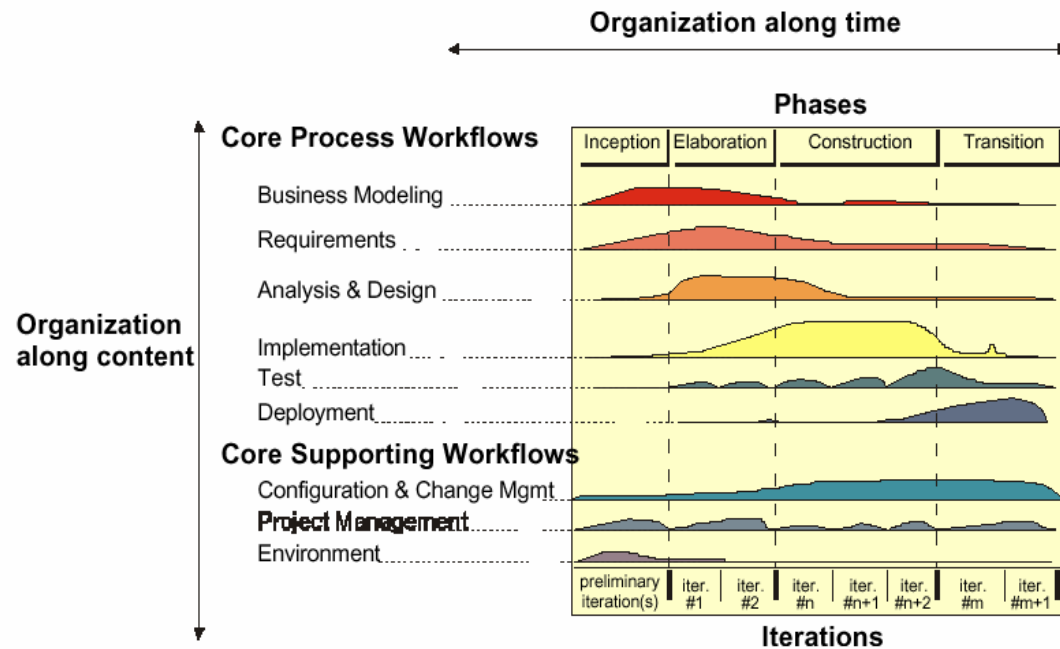 Organization along time
Phases
Core Process Workflows
Inception Elaboration Construction Transition
Business Modeling
Requirements
Analysis & Design
Organization
along content
Implementation
Test
Deployment
Core Supporting Workflows
Configuration & Change Mgmt
Project Management
Environment
preliminary
iteration(s)
iter.
#1
iter.
#2
iter.
#n
iter.
#n+1
iter.
#n+2
iter.
#m
iter.
#m+1
Iterations